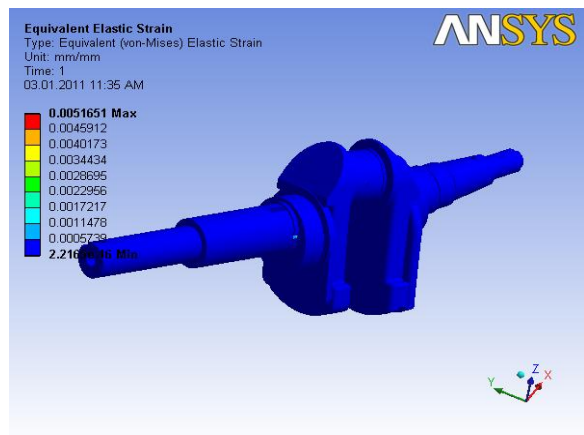 Equivalent Elastic Strain
Type: Equivalent (von-Mises) Elastic Strain
Unit: mm/mm
Time: 1
03.01.2011 11:35 AM
ANSYS
0.0051651 Max
0.0045912
0.0040173
0.0034434
0.0028695
0.0022956
0.0017217
0.0011478
0.0005739
Min
Z
X
Y